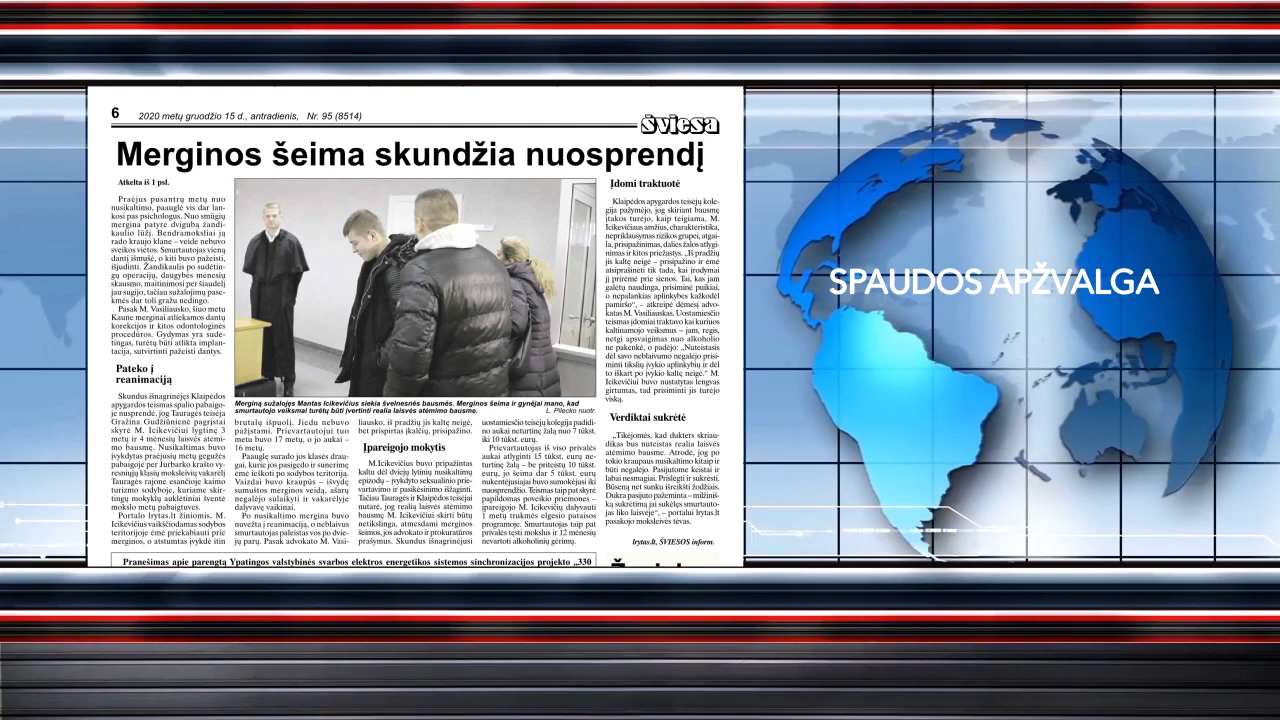 6
2020 metų gruodžio 15 d., antradienis, Nr. 95 (8514)
šviesa
Merginos šeima skundžia nuosprendį
Atkelta iš 1 psl.
Praėjus pusantrų metų nuo
nusikaltimo, paauglė vis dar lan-
kosi pas psichologus. Nuo smūgių
mergina patyrė dvigubą žandi-
kaulio lūžį. Bendramoksliai ją
rado kraujo klane – veide nebuvo
sveikos vietos. Smurtautojas vieną
dantį išmušė, o kiti buvo pažeisti,
išjudinti. Žandikaulis po sudėtin-
gų operacijų, daugybės mėnesių
skausmo, maitinimosi per šiaudelį
jau sugijo, tačiau sužalojimų pase-
kmės dar toli gražu nedingo.
Pasak M. Vasiliausko, šiuo metu
Kaune merginai atliekamos dantų
korekcijos ir kitos odontologinės
procedūros. Gydymas yra sudė-
tingas, turėtų būti atlikta implan-
tacija, sutvirtinti pažeisti dantys.
Pateko į
reanimaciją
Skundus išnagrinėjęs Klaipėdos
apygardos teismas spalio pabaigo-
je nusprendė, jog Tauragės teisėja
Gražina Gudžiūnienė pagrįstai
skyrė M. Icikevičiui lygtinę 3
metų ir 4 mėnesių laisvės atėmi-
mo bausmę. Nusikaltimas buvo
įvykdytas praėjusių metų gegužės
pabaigoje per Jurbarko krašto vy-
resniųjų klasių moksleivių vakarėlį
Tauragės rajone esančioje kaimo
turizmo sodyboje, kuriame skir-
tingų mokyklų auklėtiniai šventė
mokslo metų pabaigtuves.
Portalo lrytas.lt žiniomis, M.
Icikevičius vaikščiodamas sodybos
teritorijoje ėmė priekabiauti prie
merginos, o atstumtas įvykdė itin
Merginą sužalojęs Mantas Icikevičius siekia švelnesnės bausmės. Merginos šeima ir gynėjai mano, kad
smurtautojo veiksmai turėtų būti įvertinti realia laisvės atėmimo bausme.
L. Pilecko nuotr.
brutalų išpuolį. Jiedu nebuvo
pažįstami. Prievartautojui tuo
metu buvo 17 metų, o jo aukai –
16 metų.
Paauglę surado jos klasės drau-
gai, kurie jos pasigedo ir sunerimę
ėmė ieškoti po sodybos teritoriją.
Vaizdai buvo kraupūs – išvydę
sumuštos merginos veidą, ašarų
negalėjo sulaikyti ir vakarėlyje
dalyvavę vaikinai.
Po nusikaltimo mergina buvo
nuvežta į reanimaciją, o neblaivus
smurtautojas paleistas vos po dvie-
jų parų. Pasak advokato M. Vasi-
liausko, iš pradžių jis kaltę neigė,
bet prispirtas įkalčių, prisipažino.
Įpareigojo mokytis
M.Icikevičius buvo pripažintas
kaltu dėl dviejų lytinių nusikaltimų
epizodų – įvykdyto seksualinio prie-
vartavimo ir pasikėsinimo išžaginti.
Tačiau Tauragės ir Klaipėdos teisėjai
nutarė, jog realią laisvės atėmimo
bausmę M. Icikevičiui skirti būtų
netikslinga, atmesdami merginos
šeimos, jos advokato ir prokuratūros
prašymus. Skundus išnagrinėjusi
uostamiesčio teisėjų kolegija padidi-
no aukai neturtinę žalą nuo 7 tūkst.
iki 10 tūkst. eurų.
Prievartautojas iš viso privalės
aukai atlyginti 15 tūkst. eurų ne-
turtinę žalą – be priteistų 10 tūkst.
eurų, jo šeima dar 5 tūkst. eurų
nukentėjusiajai buvo sumokėjusi iki
nuosprendžio. Teismas taip pat skyrė
papildomas poveikio priemones –
įpareigojo M. Icikevičių dalyvauti
1 metų trukmės elgesio pataisos
programoje. Smurtautojas taip pat
privalės tęsti mokslus ir 12 mėnesių
nevartoti alkoholinių gėrimų.
Įdomi traktuotė
Klaipėdos apygardos teisėjų kole-
gija pažymėjo, jog skiriant bausmę
įtakos turėjo, kaip teigiama, M.
Icikevičiaus amžius, charakteristika,
nepriklausymas rizikos grupei, atgai-
la, prisipažinimas, dalies žalos atlygi-
nimas ir kitos priežastys. „Iš pradžių
jis kaltę neigė – prisipažino ir ėmė
atsiprašinėti tik tada, kai įrodymai
jį prirėmė prie sienos. Tai, kas jam
galėtų naudinga, prisiminė puikiai,
o nepalankias aplinkybes kažkodėl
pamiršo“, – atkreipė dėmesį advo-
katas M. Vasiliauskas. Uostamiesčio
teismas įdomiai traktavo kai kuriuos
kaltinamojo veiksmus – jam, regis,
netgi apsvaigimas nuo alkoholio
ne pakenkė, o padėjo: „Nuteistasis
dėl savo neblaivumo negalėjo prisi-
minti tikslių įvykio aplinkybių ir dėl
to iškart po įvykio kaltę neigė.“ M.
Icikevičiui buvo nustatytas lengvas
girtumas, tad prisiminti jis turėjo
viską.
Verdiktai sukrėtė
„Tikėjomės, kad dukters skriau-
dikas bus nuteistas realia laisvės
atėmimo bausme. Atrodė, jog po
tokio kraupaus nusikaltimo kitaip ir
būti negalėjo. Pasijutome keistai ir
labai nesmagiai. Prislėgti ir sukrėsti.
Būseną net sunku išreikšti žodžiais.
Dukra pasijuto pažeminta – milžiniš-
ką sukrėtimą jai sukėlęs smurtauto-
jas liko laisvėje“, – portalui lrytas.lt
pasakojo moksleivės tėvas.
lrytas.lt, ŠVIESOS inform.
Pranešimas apie parengtą Ypatingos valstybinės svarbos elektros energetikos sistemos sinchronizacijos projekto „330
SPAUDOS APŽVALGA